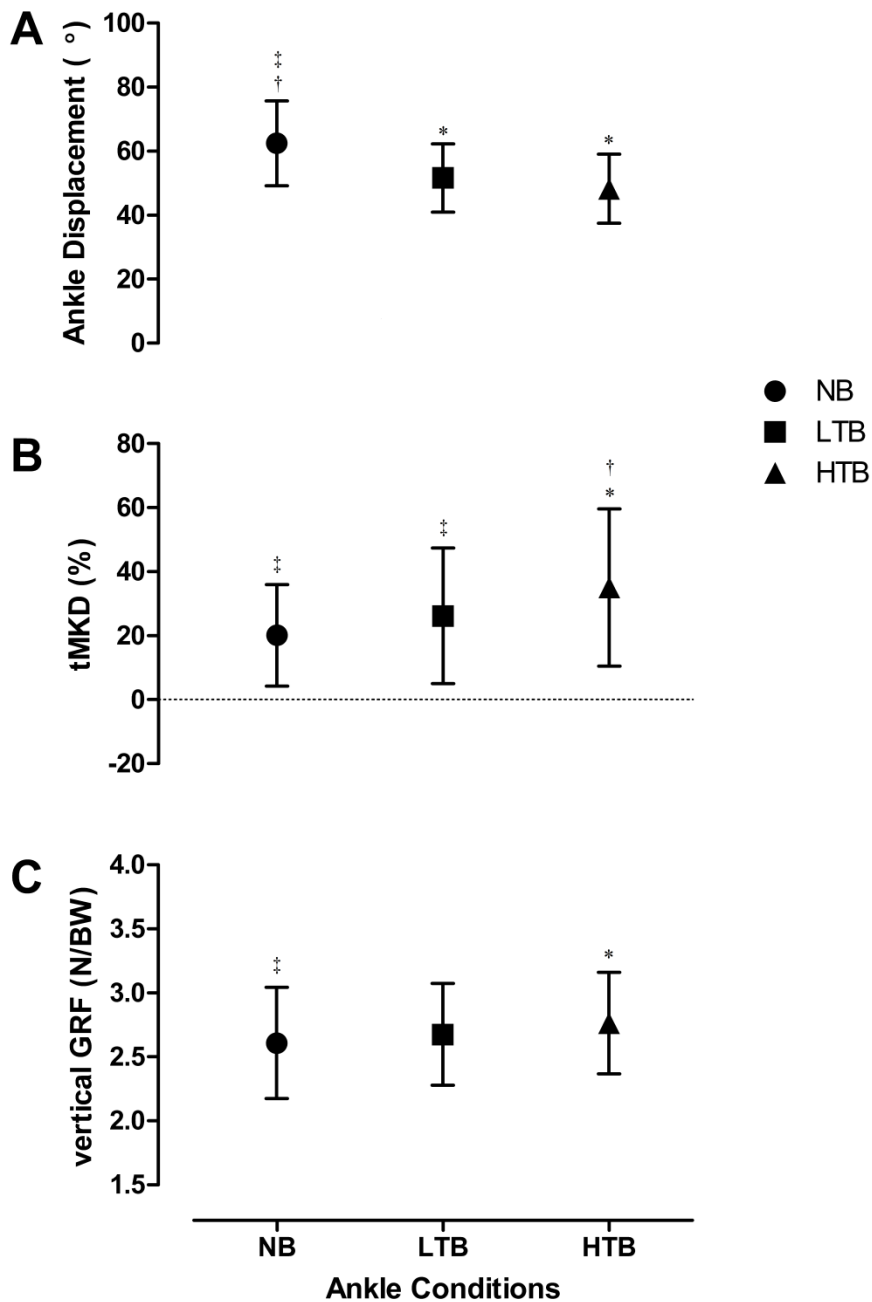 A
Ankle Displacement ( °)
100
80
60
40
20
0
‡
†
*
*
NB
LTB
HTB
B
tMKD (%)
80
60
40
20
0
-20
‡
‡
†
*
C
vertical GRF (N/BW)
4.0
3.5
3.0
2.5
2.0
1.5
‡
*
NB LTB HTB
Ankle Conditions